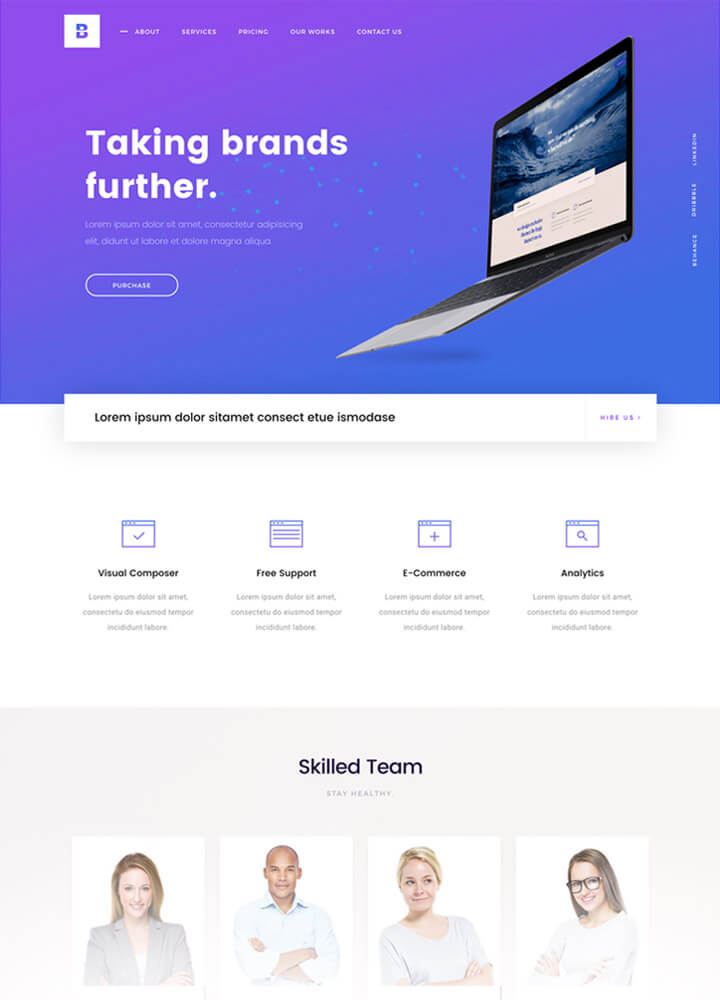 B
ABOUT SERVICES PRICING OUR WORKS CONTACT US
Taking brands
further.
Lorem ipsum dolor sit amet, consectetur adipisicing
elit, didunt ut labore et dolore magna aliqua
PURCHASE
LINKEDIN
DRIBBBLE
BEHANCE
Lorem ipsum dolor sitamet consect etue ismodase
HIRE US >
Visual Composer
Lorem ipsum dolor sit amet,
consectetu do eiusmod tempor
incididunt labore.
Free Support
Lorem ipsum dolor sit amet,
consectetu do eiusmod tempor
incididunt labore.
E-Commerce
Lorem ipsum dolor sit amet,
consectetu do eiusmod tempor
incididunt labore.
Analytics
Lorem ipsum dolor sit amet,
consectetu do eiusmod tempor
incididunt labore.
Skilled Team
STAY HEALTHY.